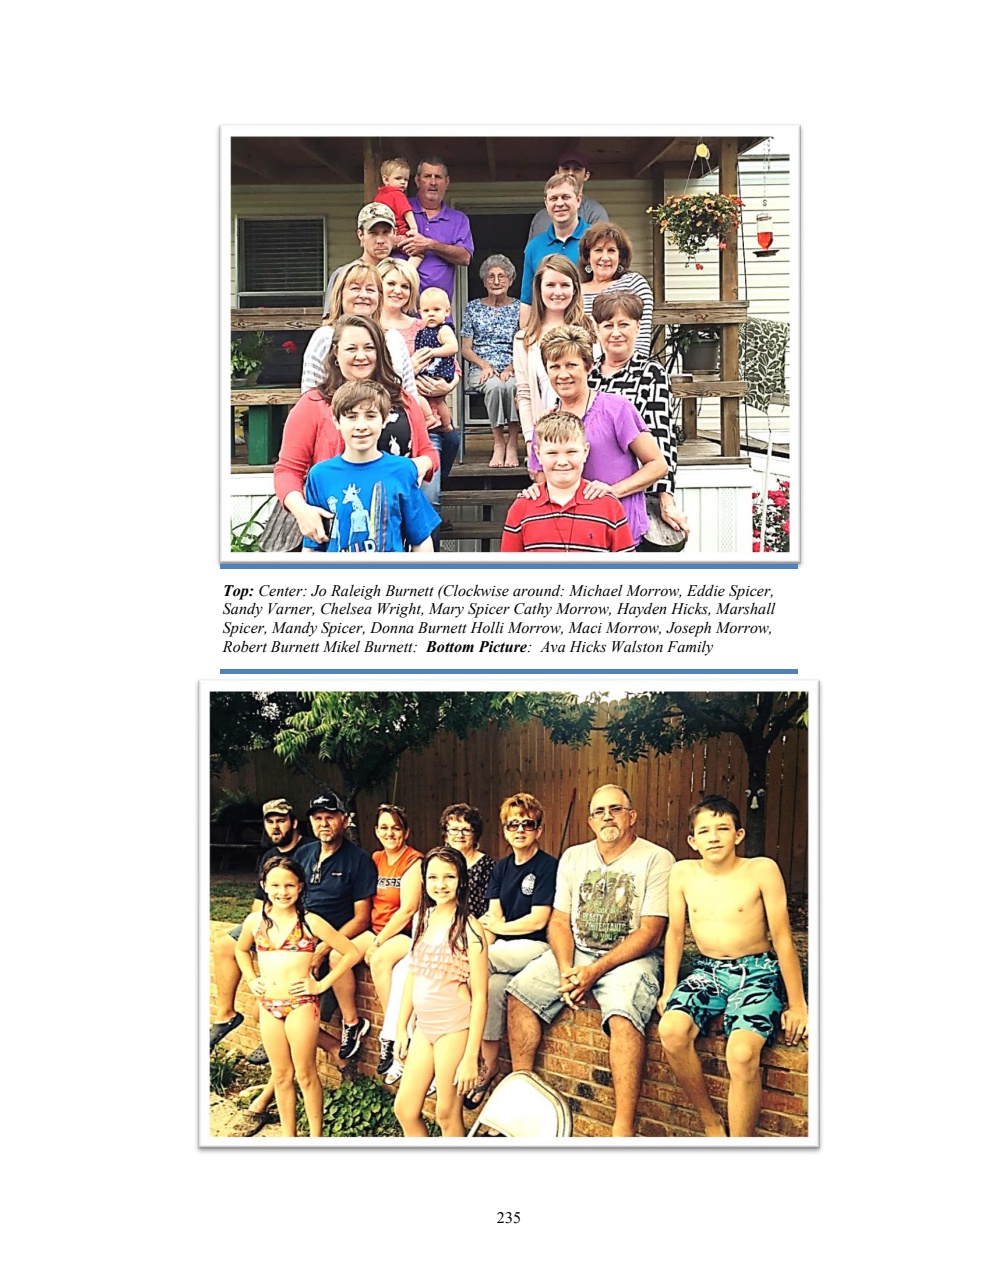 WILD
Top: Center: Jo Raleigh Burnett (Clockwise around: Michael Morrow, Eddie Spicer,
Sandy Varner, Chelsea Wright, Mary Spicer Cathy Morrow, Hayden Hicks, Marshall
Spicer, Mandy Spicer, Donna Burnett Holli Morrow, Maci Morrow, Joseph Morrow,
Robert Burnett Mikel Burnett:  Bottom Picture:  Ava Hicks Walston Family
235